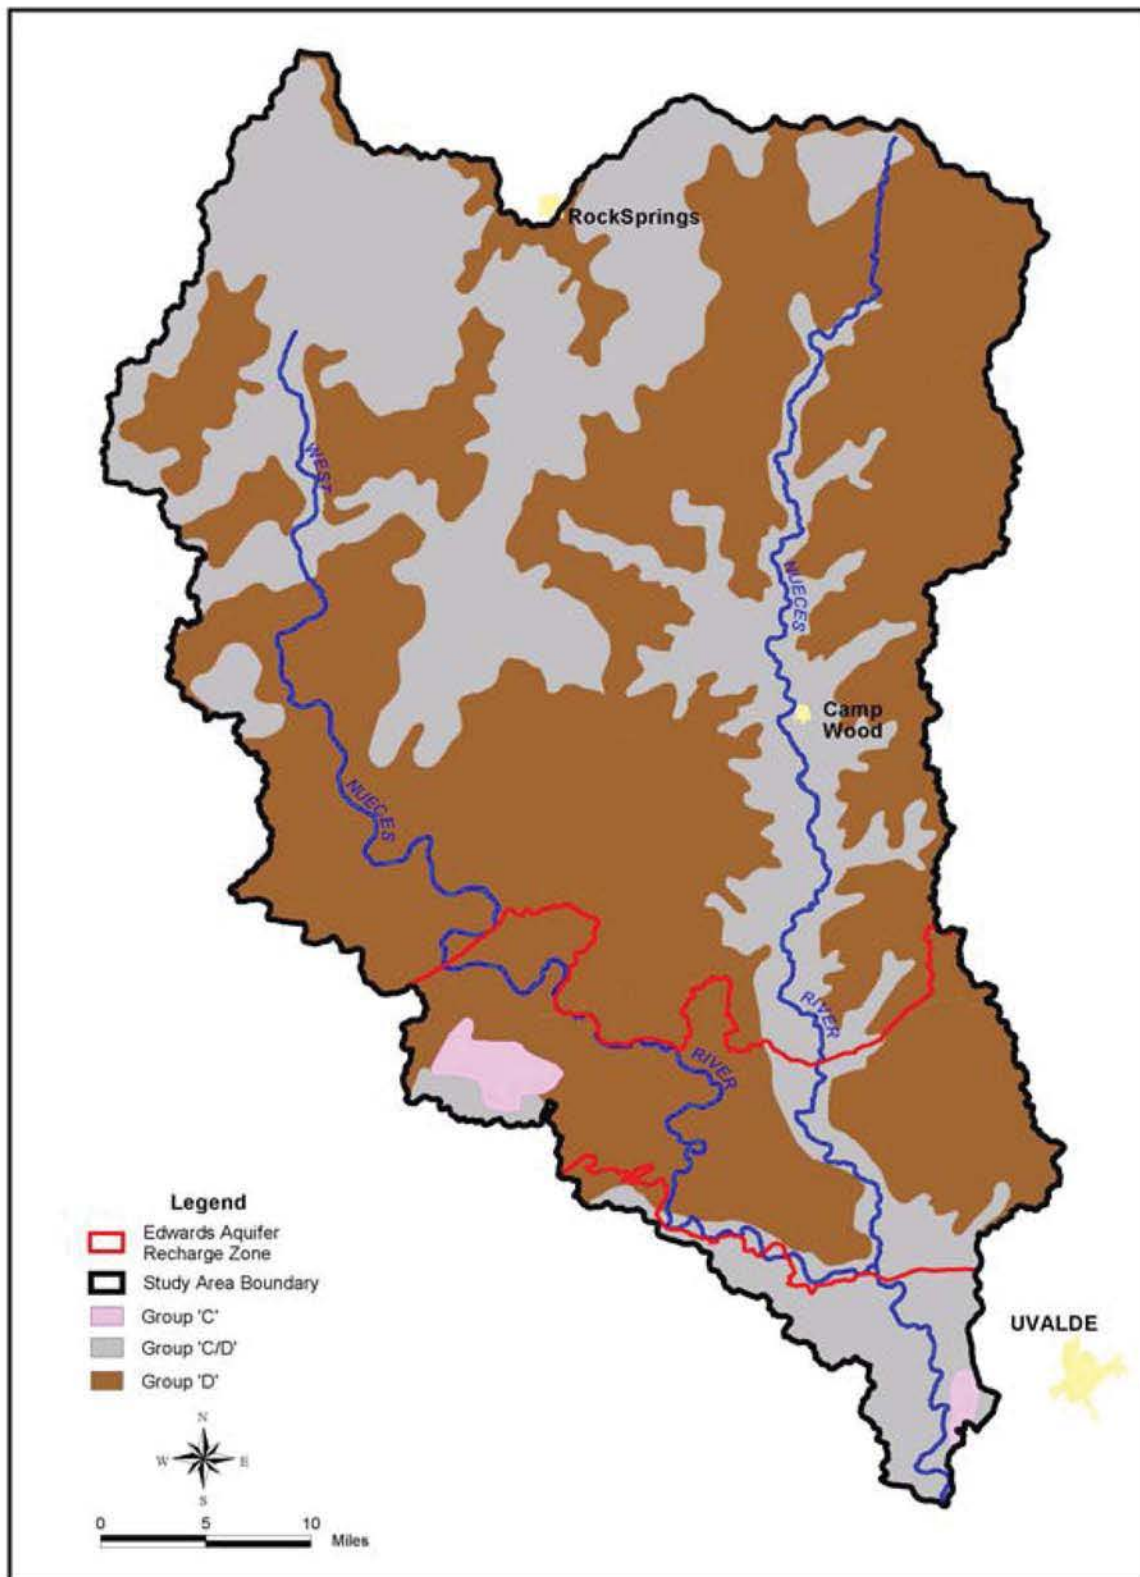 RockSprings
WEST
NUECES
Camp
Wood
NUECES
RIVER
RIVER
Legend
Edwards Aquifer
Recharge Zone
Study Area Boundary
Group 'C'
Group 'C/D'
Group 'D'
UVALDE
N
W E
S
0 5 10
Miles